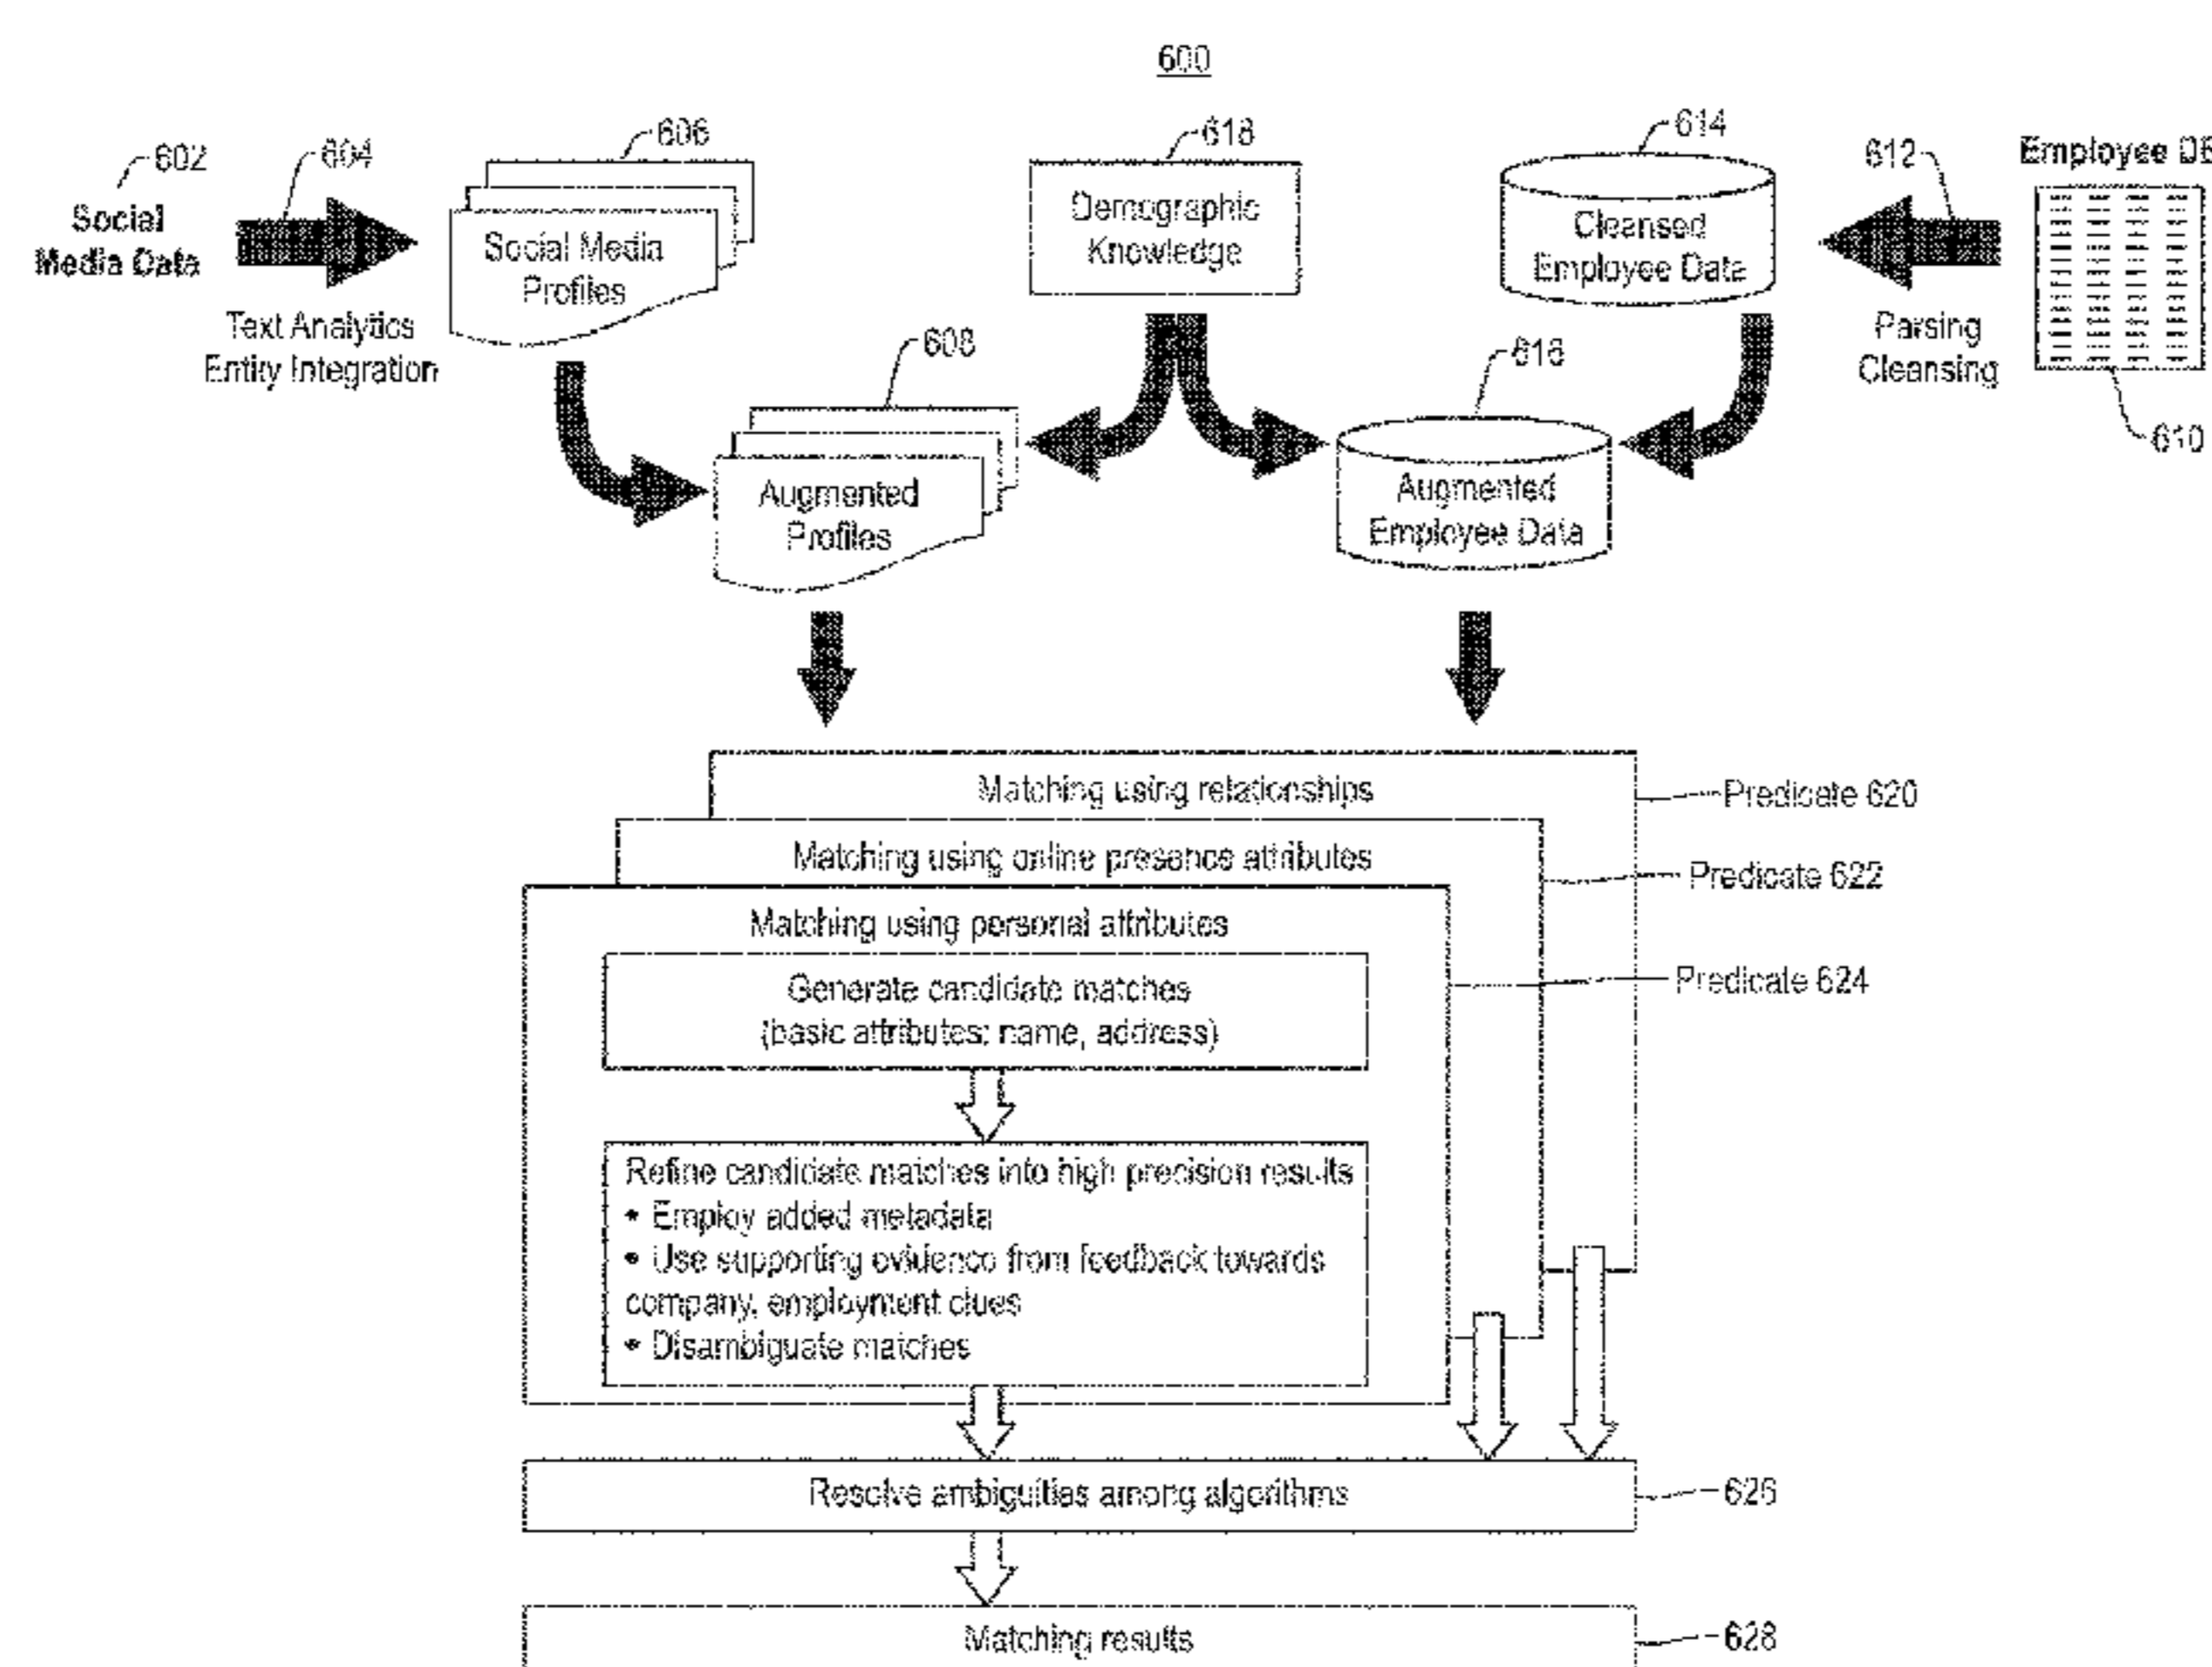 600
602
604
606
618
614
612
Employee DB
Social
Media Data
Social Media
Profiles
Demographic
Knowledge
Cleansed
Employee Data
Text Analytics
Entity Integration
Parsing
Cleansing
608
616
610
Augmented
Profiles
Augmented
Employee Data
Matching using relationships
Predicate 620
Matching using online presence attributes
Predicate 622
Matching using personal attributes
Predicate 624
Generate candidate matches
(basic attributes: name, address)
Refine candidate matches into high precision results
• Employ added metadata
• Use supporting evidence from feedback towards
company, employment clues
• Disambiguate matches
Resolve ambiguities among algorithms
626
Matching results
628